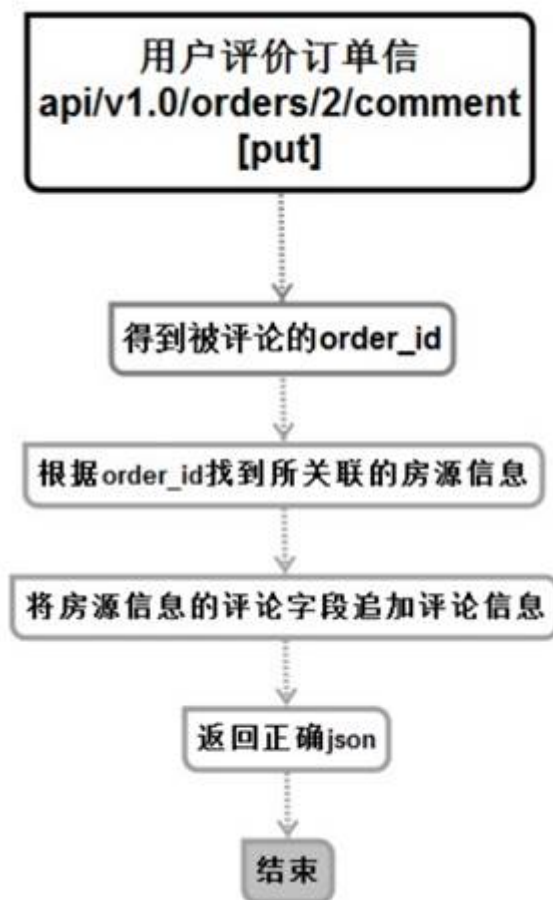 用户评价订单信
api/v1.0/orders/2/comment
[put]
得到被评论的order_id
根据order_id找到所关联的房源信息
将房源信息的评论字段追加评论信息
返回正确json
结束